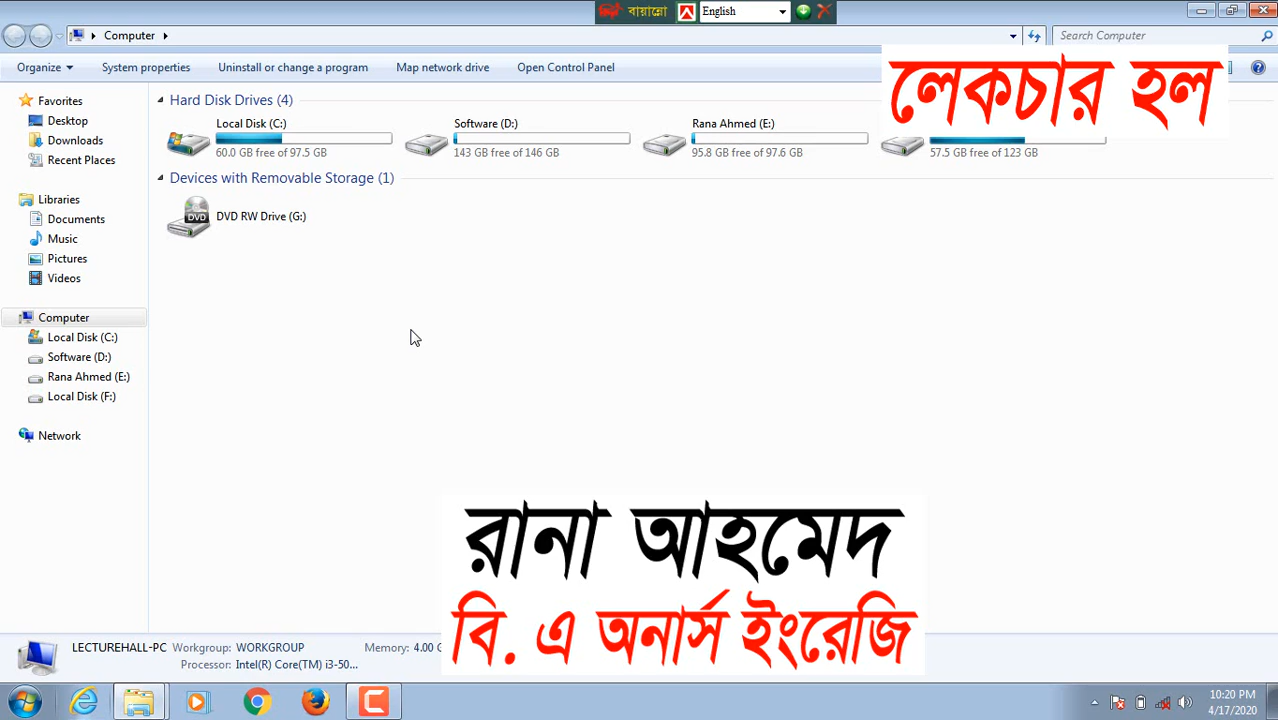 বায়ান্নো English
Computer
Search Computer
Organize System properties Uninstall or change a program Map network drive Open Control Panel
লেকচার হল
Favorites
Desktop
Downloads
Recent Places
Libraries
Documents
Music
Pictures
Videos
Computer
Local Disk (C:)
Software (D:)
Rana Ahmed (E:)
Local Disk (F:)
Network
Hard Disk Drives (4)
Local Disk (C:)
60.0 GB free of 97.5 GB
Software (D:)
143 GB free of 146 GB
Rana Ahmed (E:)
95.8 GB free of 97.6 GB
57.5 GB free of 123 GB
Devices with Removable Storage (1)
DVD
DVD RW Drive (G:)
রানা আহমেদ
বি. এ অনার্স ইংরেজি
LECTUREHALL-PC Workgroup: WORKGROUP Memory: 4.00 G
Processor: Intel(R) Core(TM) i3-50...
10:20 PM
4/17/2020